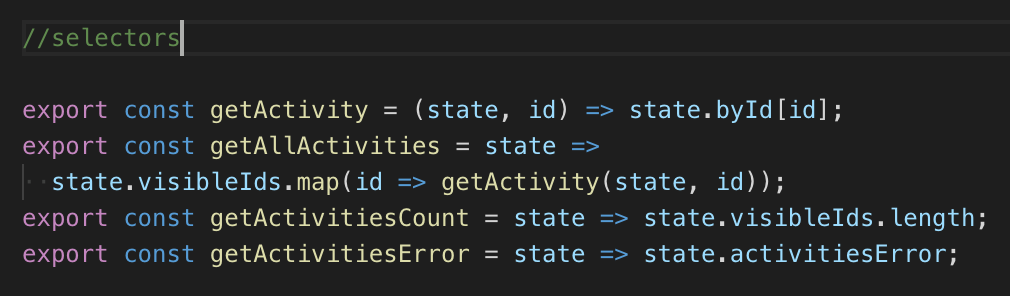 //selectors
export const getActivity = (state, id) => state.byId[id];
export const getAllActivities = state =>
state.visibleIds.map(id => getActivity(state, id));
export const getActivitiesCount = state => state.visibleIds.length;
export const getActivitiesError = state => state.activitiesError;